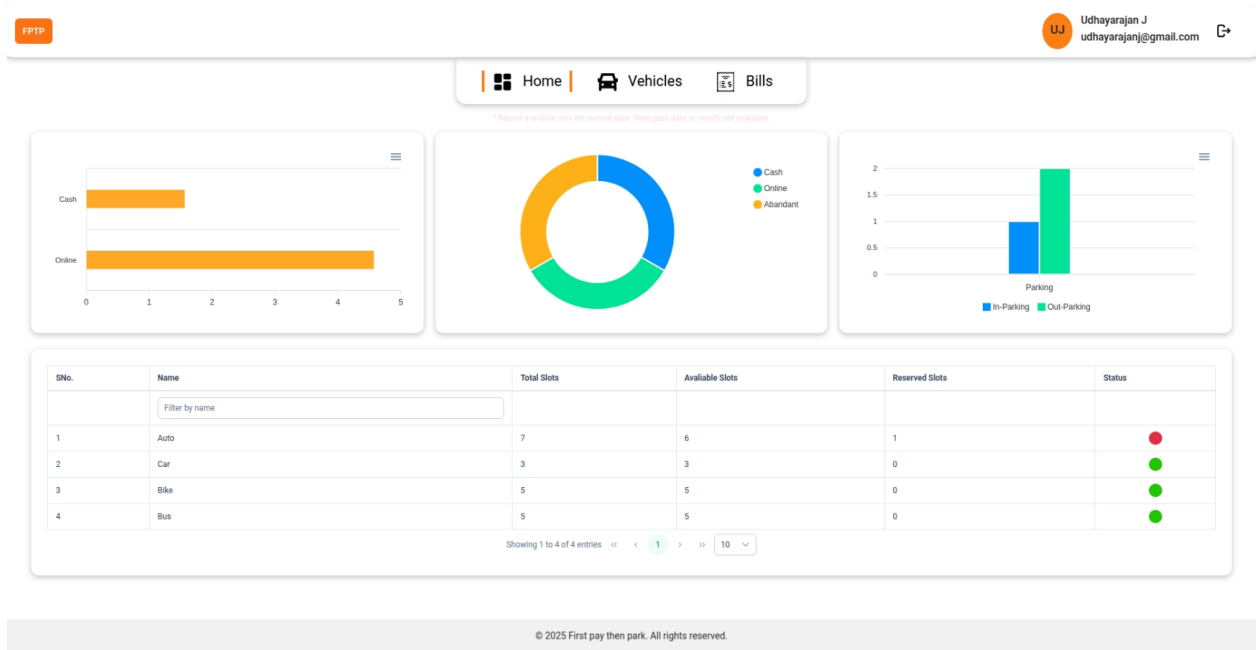 FPTP
UJ
Udhayarajan J
udhayarajanj@gmail.com
Home Vehicles Bills
* Report available only for current date. Note past date or month not available.
Cash
Online
0 1 2 3 4 5
Cash
Online
Abandant
2
1.5
1
0.5
0
Parking
In-Parking Out-Parking
SNo. Name Total Slots Avaliable Slots Reserved Slots Status
Filter by name
1 Auto 7 6 1
2 Car 3 3 0
3 Bike 5 5 0
4 Bus 5 5 0
Showing 1 to 4 of 4 entries « ‹ 1 › » 10
© 2025 First pay then park. All rights reserved.